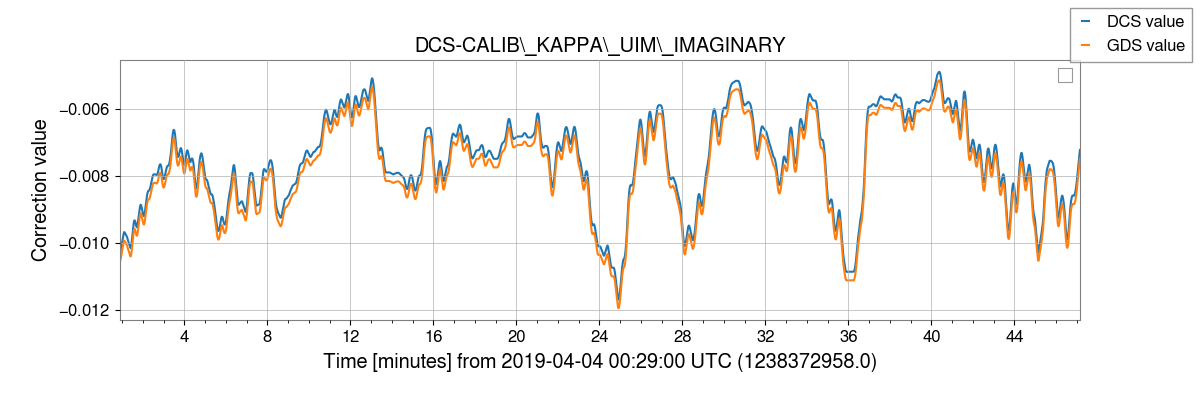 DCS value
GDS value
DCS-CALIB\_KAPPA\_UIM\_IMAGINARY
Correction value
−0.006
−0.008
−0.010
−0.012
4 8 12 16 20 24 28 32 36 40 44
Time [minutes] from 2019-04-04 00:29:00 UTC (1238372958.0)